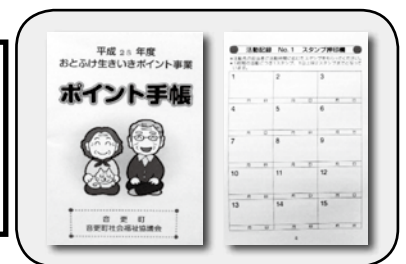 平成25年度
おとふけ生きいきポイント事業
ポイント手帳
音更町
音更町社会福祉協議会
活動記録 No.1 スタンプ押印欄
1 2 3
4 5 6
7 8 9
10 11 12
13 14 15